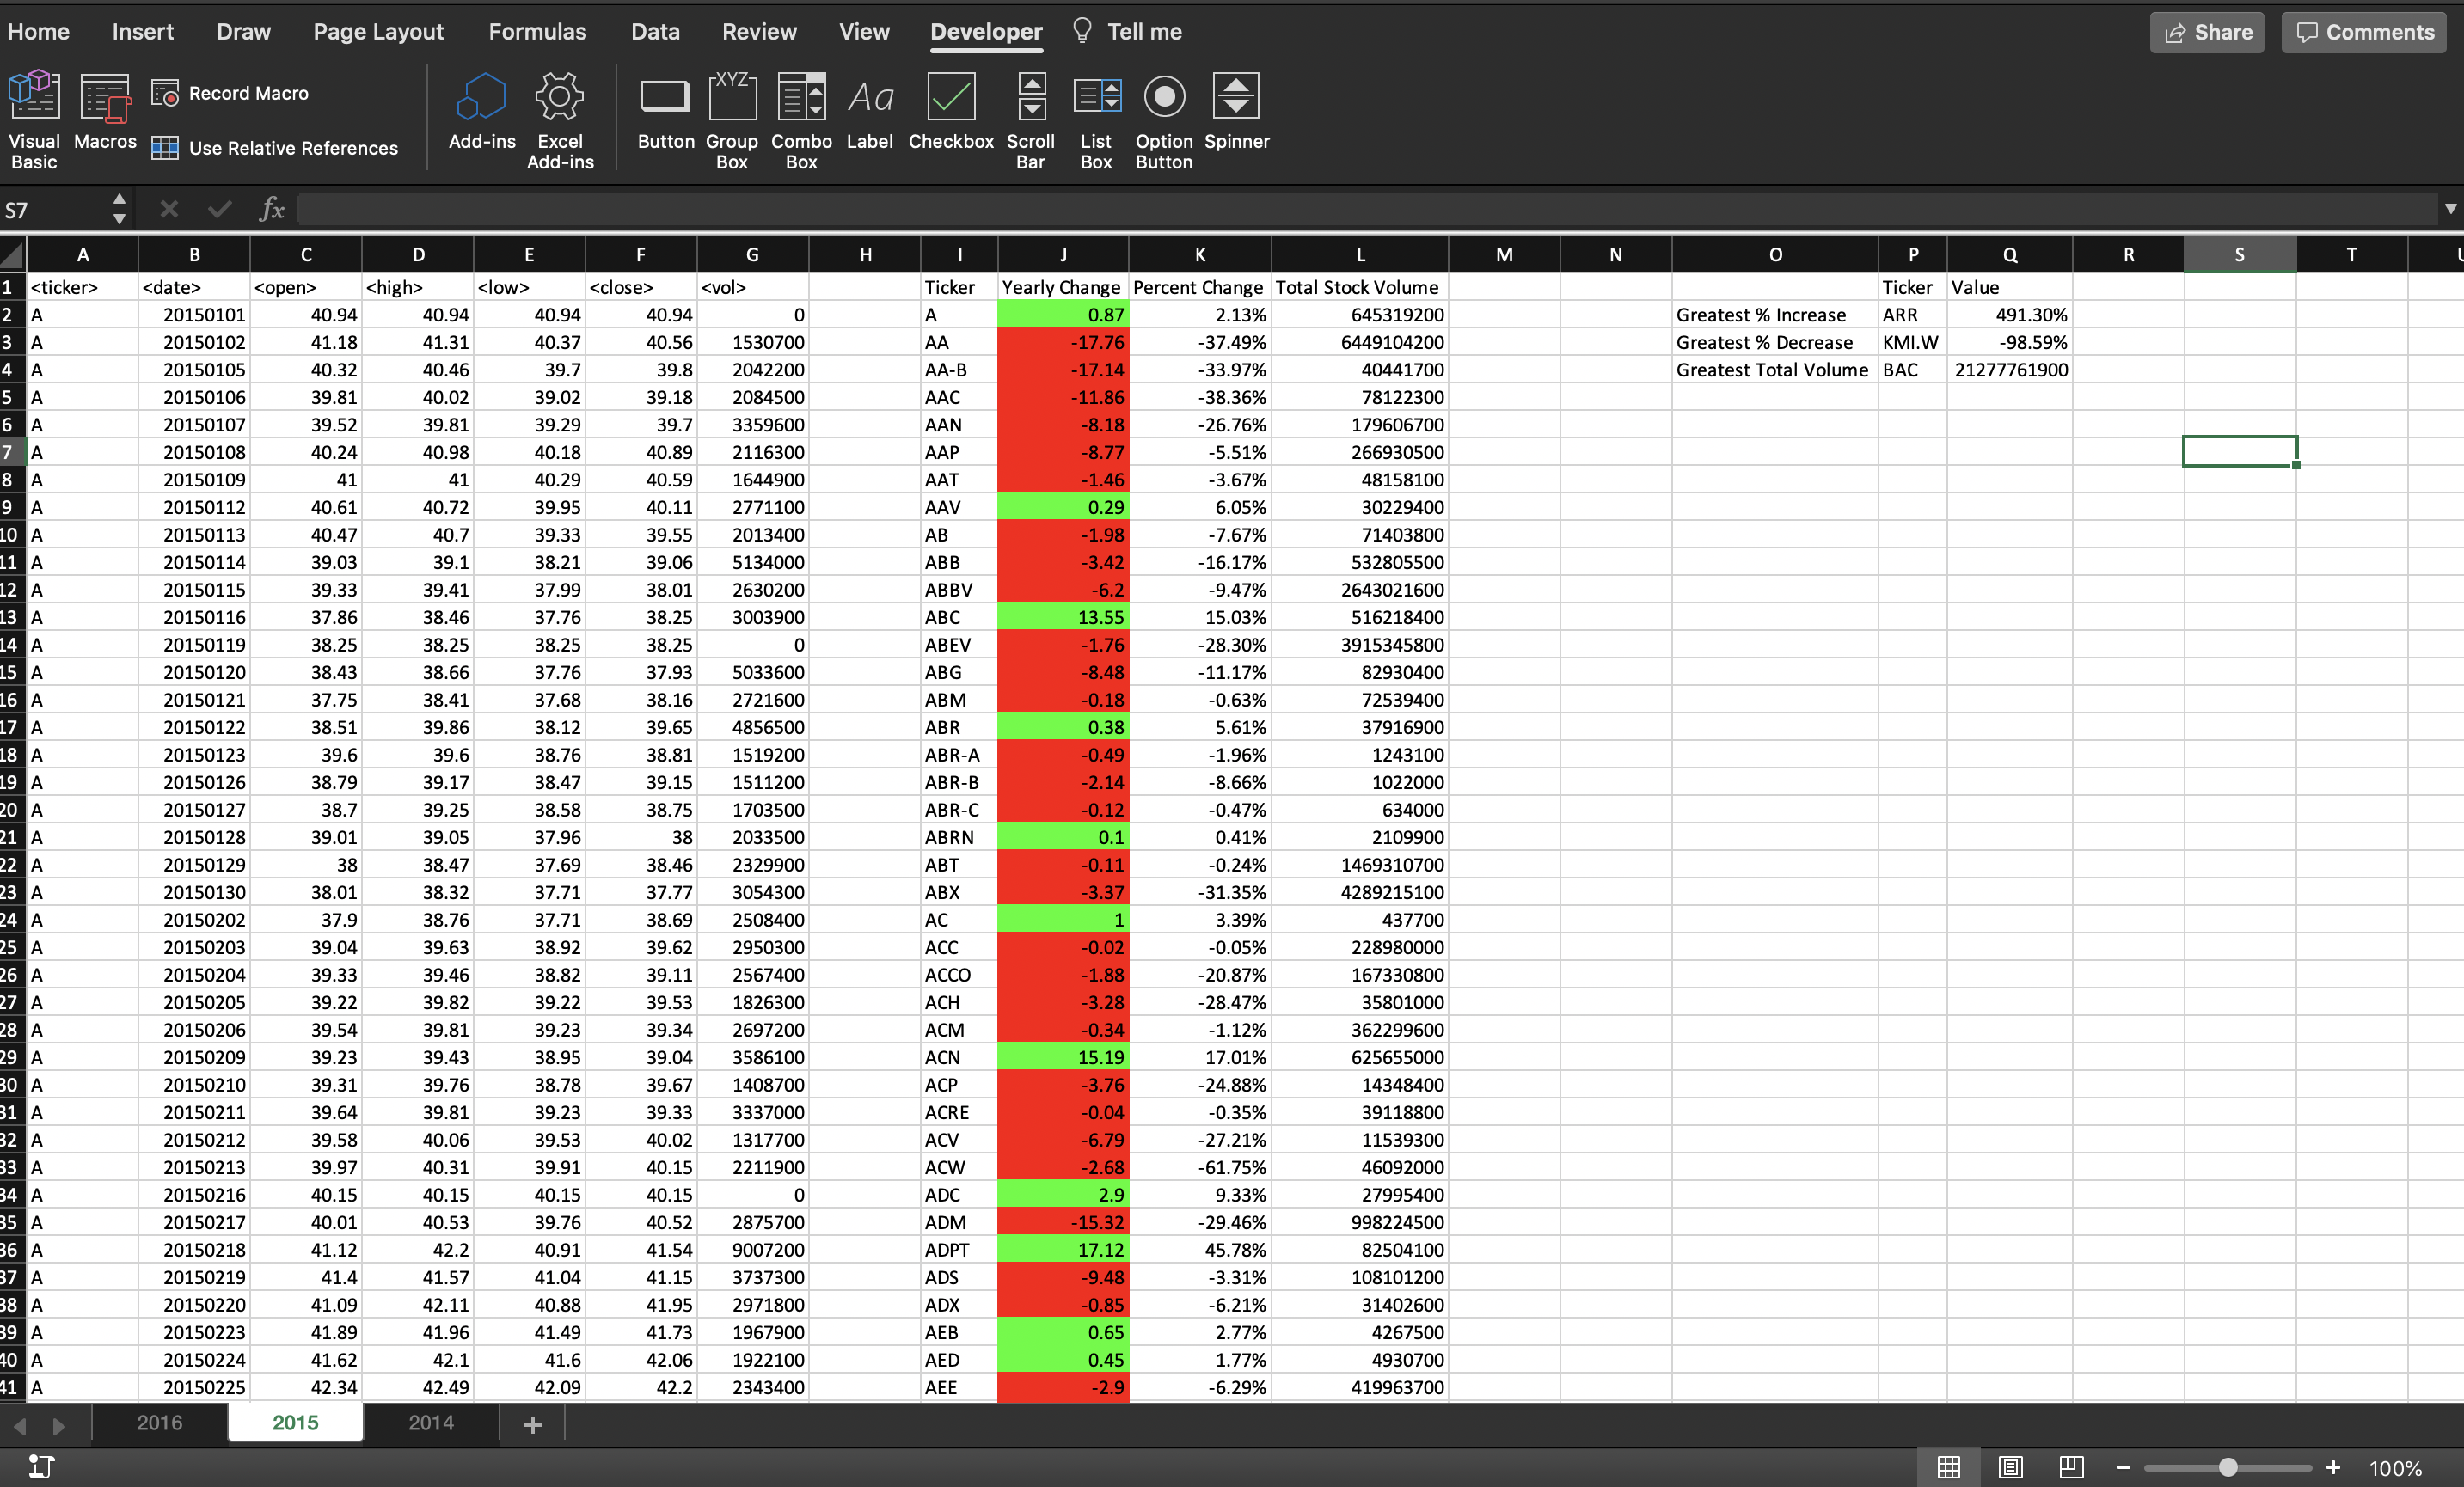 Home Insert Draw Page Layout Formulas Data Review View Developer Tell me Share Comments
Visual Basic Macros Record Macro Use Relative References Add-ins Excel Add-ins Button XYZ Group Box Aa Combo Box Label Checkbox Scroll Bar List Box Option Button Spinner
S7 fx
A B C D E F G H I J K L M N O P Q R S T
1 <ticker> <date> <open> <high> <low> <close> <vol> Ticker Yearly Change Percent Change Total Stock Volume Ticker Value
2 A 20150101 40.94 40.94 40.94 40.94 0 A 0.87 2.13% 645319200 Greatest % Increase ARR 491.30%
3 A 20150102 41.18 41.31 40.37 40.56 1530700 AA -17.76 -37.49% 6449104200 Greatest % Decrease KMI.W -98.59%
4 A 20150105 40.32 40.46 39.7 39.8 2042200 AA-B -17.14 -33.97% 40441700 Greatest Total Volume BAC 21277761900
5 A 20150106 39.81 40.02 39.02 39.18 2084500 AAC -11.86 -38.36% 78122300
6 A 20150107 39.52 39.81 39.29 39.7 3359600 AAN -8.18 -26.76% 179606700
7 A 20150108 40.24 40.98 40.18 40.89 2116300 AAP -8.77 -5.51% 266930500
8 A 20150109 41 41 40.29 40.59 1644900 AAT -1.46 -3.67% 48158100
9 A 20150112 40.61 40.72 39.95 40.11 2771100 AAV 0.29 6.05% 30229400
10 A 20150113 40.47 40.7 39.33 39.55 2013400 AB -1.98 -7.67% 71403800
11 A 20150114 39.03 39.1 38.21 39.06 5134000 ABB -3.42 -16.17% 532805500
12 A 20150115 39.33 39.41 37.99 38.01 2630200 ABBV -6.2 -9.47% 2643021600
13 A 20150116 37.86 38.46 37.76 38.25 3003900 ABC 13.55 15.03% 516218400
14 A 20150119 38.25 38.25 38.25 38.25 0 ABEV -1.76 -28.30% 3915345800
15 A 20150120 38.43 38.66 37.76 37.93 5033600 ABG -8.48 -11.17% 82930400
16 A 20150121 37.75 38.41 37.68 38.16 2721600 ABM -0.18 -0.63% 72539400
17 A 20150122 38.51 39.86 38.12 39.65 4856500 ABR 0.38 5.61% 37916900
18 A 20150123 39.6 39.6 38.76 38.81 1519200 ABR-A -0.49 -1.96% 1243100
19 A 20150126 38.79 39.17 38.47 39.15 1511200 ABR-B -2.14 -8.66% 1022000
20 A 20150127 38.7 39.25 38.58 38.75 1703500 ABR-C -0.12 -0.47% 634000
21 A 20150128 39.01 39.05 37.96 38 2033500 ABRN 0.1 0.41% 2109900
22 A 20150129 38 38.47 37.69 38.46 2329900 ABT -0.11 -0.24% 1469310700
23 A 20150130 38.01 38.32 37.71 37.77 3054300 ABX -3.37 -31.35% 4289215100
24 A 20150202 37.9 38.76 37.71 38.69 2508400 AC 1 3.39% 437700
25 A 20150203 39.04 39.63 38.92 39.62 2950300 ACC -0.02 -0.05% 228980000
26 A 20150204 39.33 39.46 38.82 39.11 2567400 ACCO -1.88 -20.87% 167330800
27 A 20150205 39.22 39.82 39.22 39.53 1826300 ACH -3.28 -28.47% 35801000
28 A 20150206 39.54 39.81 39.23 39.34 2697200 ACM -0.34 -1.12% 362299600
29 A 20150209 39.23 39.43 38.95 39.04 3586100 ACN 15.19 17.01% 625655000
30 A 20150210 39.31 39.76 38.78 39.67 1408700 ACP -3.76 -24.88% 14348400
31 A 20150211 39.64 39.81 39.23 39.33 3337000 ACRE -0.04 -0.35% 39118800
32 A 20150212 39.58 40.06 39.53 40.02 1317700 ACV -6.79 -27.21% 11539300
33 A 20150213 39.97 40.31 39.91 40.15 2211900 ACW -2.68 -61.75% 46092000
34 A 20150216 40.15 40.15 40.15 40.15 0 ADC 2.9 9.33% 27995400
35 A 20150217 40.01 40.53 39.76 40.52 2875700 ADM -15.32 -29.46% 998224500
36 A 20150218 41.12 42.2 40.91 41.54 9007200 ADPT 17.12 45.78% 82504100
37 A 20150219 41.4 41.57 41.04 41.15 3737300 ADS -9.48 -3.31% 108101200
38 A 20150220 41.09 42.11 40.88 41.95 2971800 ADX -0.85 -6.21% 31402600
39 A 20150223 41.89 41.96 41.49 41.73 1967900 AEB 0.65 2.77% 4267500
40 A 20150224 41.62 42.1 41.6 42.06 1922100 AED 0.45 1.77% 4930700
41 A 20150225 42.34 42.49 42.09 42.2 2343400 AEE -2.9 -6.29% 419963700
2016 2015 2014 +
− + 100%